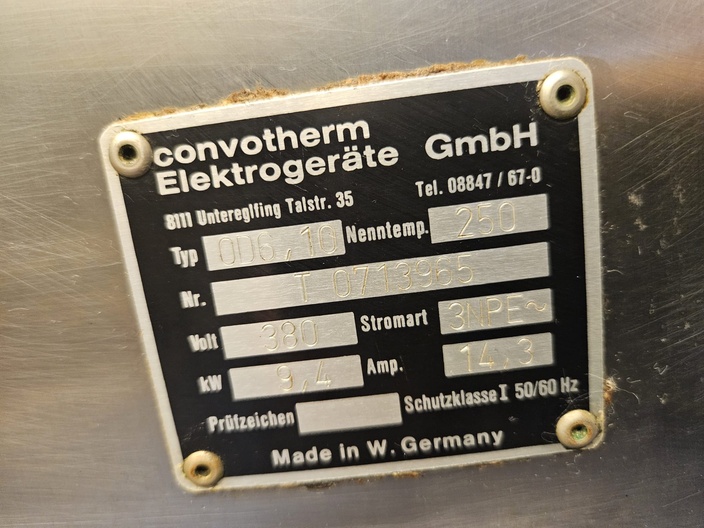 convotherm
Elektrogeräte GmbH
8111 Untereglfing Talstr. 35 Tel. 08847 / 67-0
Typ OD6,10 Nenntemp. 250
Nr. T 0713965
Volt 380 Stromart 3NPE~
kW 9,4 Amp. 14.3
Prüfzeichen Schutzklasse I 50/60 Hz
Made in W. Germany